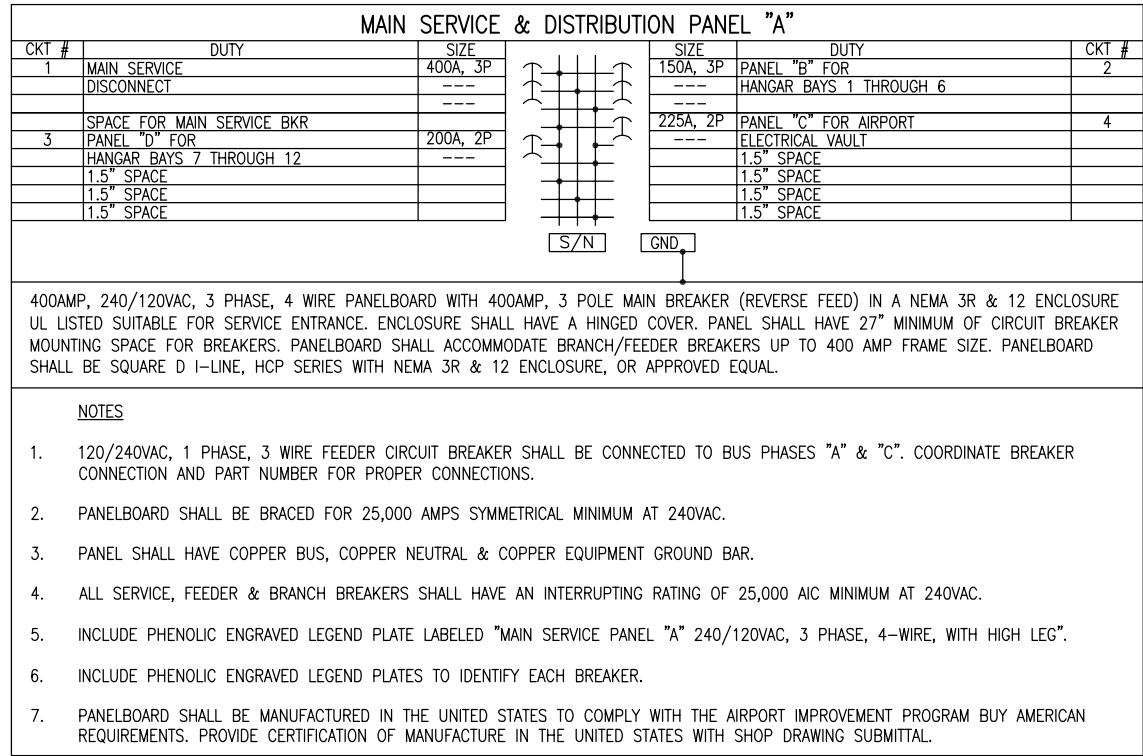 MAIN SERVICE & DISTRIBUTION PANEL "A"
CKT # DUTY SIZE SIZE DUTY CKT #
1 MAIN SERVICE 400A, 3P 150A, 3P PANEL "B" FOR 2
DISCONNECT --- --- HANGAR BAYS 1 THROUGH 6
--- ---
SPACE FOR MAIN SERVICE BKR 225A, 2P PANEL "C" FOR AIRPORT 4
3 PANEL "D" FOR 200A, 2P --- ELECTRICAL VAULT
HANGAR BAYS 7 THROUGH 12 --- 1.5" SPACE
1.5" SPACE 1.5" SPACE
1.5" SPACE 1.5" SPACE
1.5" SPACE 1.5" SPACE
S/N GND
400AMP, 240/120VAC, 3 PHASE, 4 WIRE PANELBOARD WITH 400AMP, 3 POLE MAIN BREAKER (REVERSE FEED) IN A NEMA 3R & 12 ENCLOSURE
UL LISTED SUITABLE FOR SERVICE ENTRANCE. ENCLOSURE SHALL HAVE A HINGED COVER. PANEL SHALL HAVE 27" MINIMUM OF CIRCUIT BREAKER
MOUNTING SPACE FOR BREAKERS. PANELBOARD SHALL ACCOMMODATE BRANCH/FEEDER BREAKERS UP TO 400 AMP FRAME SIZE. PANELBOARD
SHALL BE SQUARE D I-LINE, HCP SERIES WITH NEMA 3R & 12 ENCLOSURE, OR APPROVED EQUAL.
NOTES
1. 120/240VAC, 1 PHASE, 3 WIRE FEEDER CIRCUIT BREAKER SHALL BE CONNECTED TO BUS PHASES "A" & "C". COORDINATE BREAKER
CONNECTION AND PART NUMBER FOR PROPER CONNECTIONS.
2. PANELBOARD SHALL BE BRACED FOR 25,000 AMPS SYMMETRICAL MINIMUM AT 240VAC.
3. PANEL SHALL HAVE COPPER BUS, COPPER NEUTRAL & COPPER EQUIPMENT GROUND BAR.
4. ALL SERVICE, FEEDER & BRANCH BREAKERS SHALL HAVE AN INTERRUPTING RATING OF 25,000 AIC MINIMUM AT 240VAC.
5. INCLUDE PHENOLIC ENGRAVED LEGEND PLATE LABELED "MAIN SERVICE PANEL "A" 240/120VAC, 3 PHASE, 4-WIRE, WITH HIGH LEG".
6. INCLUDE PHENOLIC ENGRAVED LEGEND PLATES TO IDENTIFY EACH BREAKER.
7. PANELBOARD SHALL BE MANUFACTURED IN THE UNITED STATES TO COMPLY WITH THE AIRPORT IMPROVEMENT PROGRAM BUY AMERICAN
REQUIREMENTS. PROVIDE CERTIFICATION OF MANUFACTURE IN THE UNITED STATES WITH SHOP DRAWING SUBMITTAL.